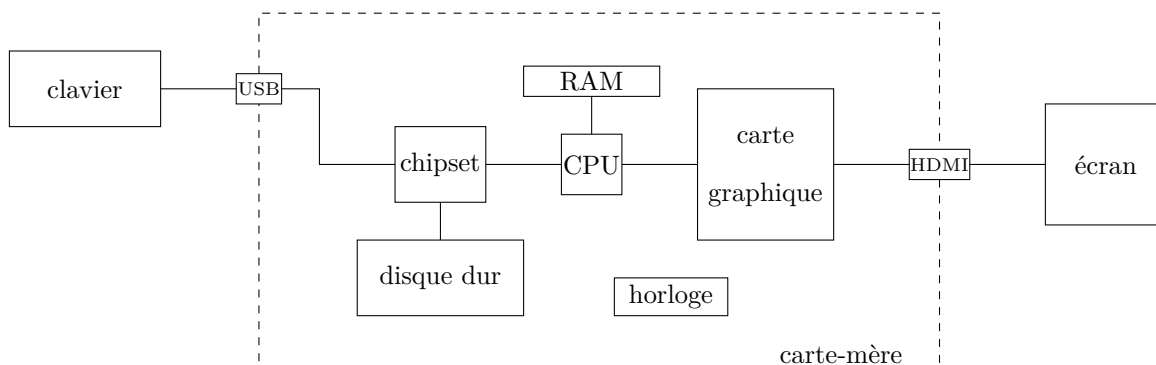 clavier
USB
RAM
chipset
CPU
carte
graphique
HDMI
écran
disque dur
horloge
carte-mère